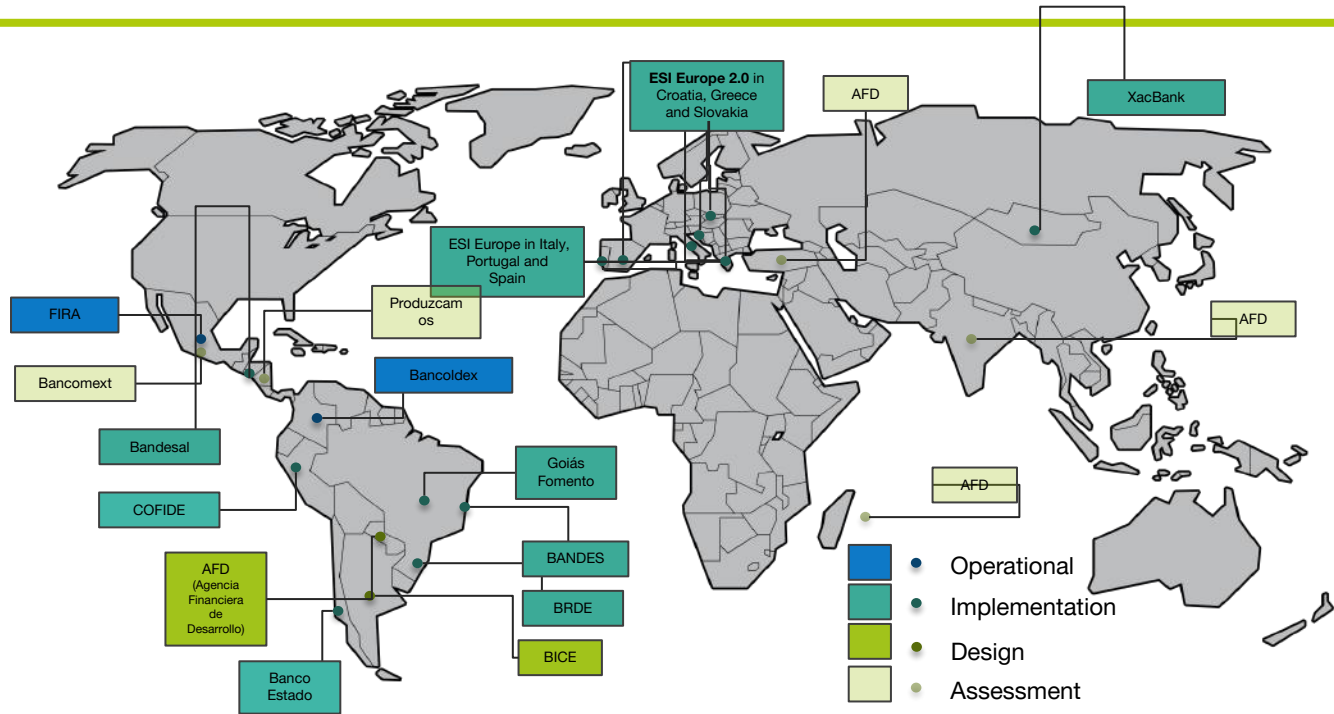 ESI Europe 2.0 in
Croatia, Greece
and Slovakia
AFD
XacBank
ESI Europe in Italy,
Portugal and
Spain
Produzcam
os
FIRA
AFD
Bancomext
Bancoldex
Bandesal
Goiás
Fomento
COFIDE
AFD
BANDES
AFD
(Agencia
Financiera
de
Desarrollo)
BRDE
BICE
Banco
Estado
Operational
Implementation
Design
Assessment